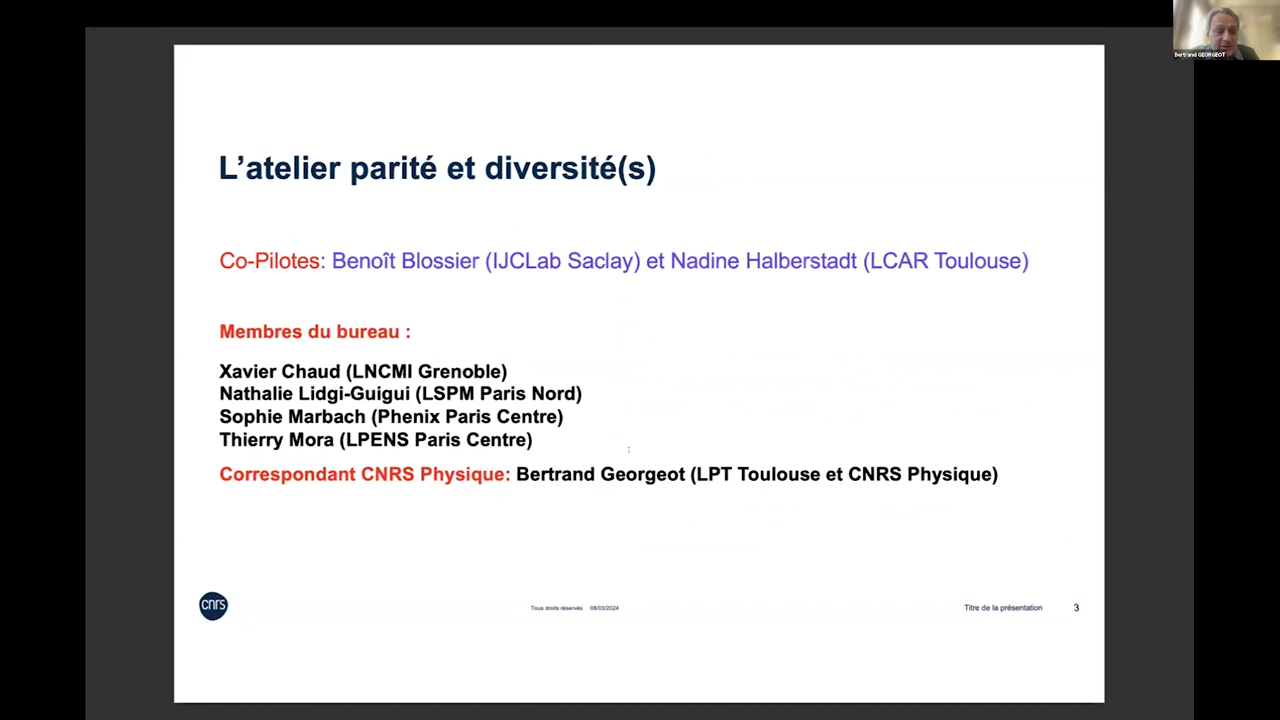 Bertrand GEORGEOT
L'atelier parité et diversité(s)
Co-Pilotes: Benoît Blossier (IJCLab Saclay) et Nadine Halberstadt (LCAR Toulouse)
Membres du bureau :
Xavier Chaud (LNCMI Grenoble)
Nathalie Lidgi-Guigui (LSPM Paris Nord)
Sophie Marbach (Phenix Paris Centre)
Thierry Mora (LPENS Paris Centre)
Correspondant CNRS Physique: Bertrand Georgeot (LPT Toulouse et CNRS Physique)
cnrs
Tous droits réservés 08/03/2024
Titre de la présentation 3